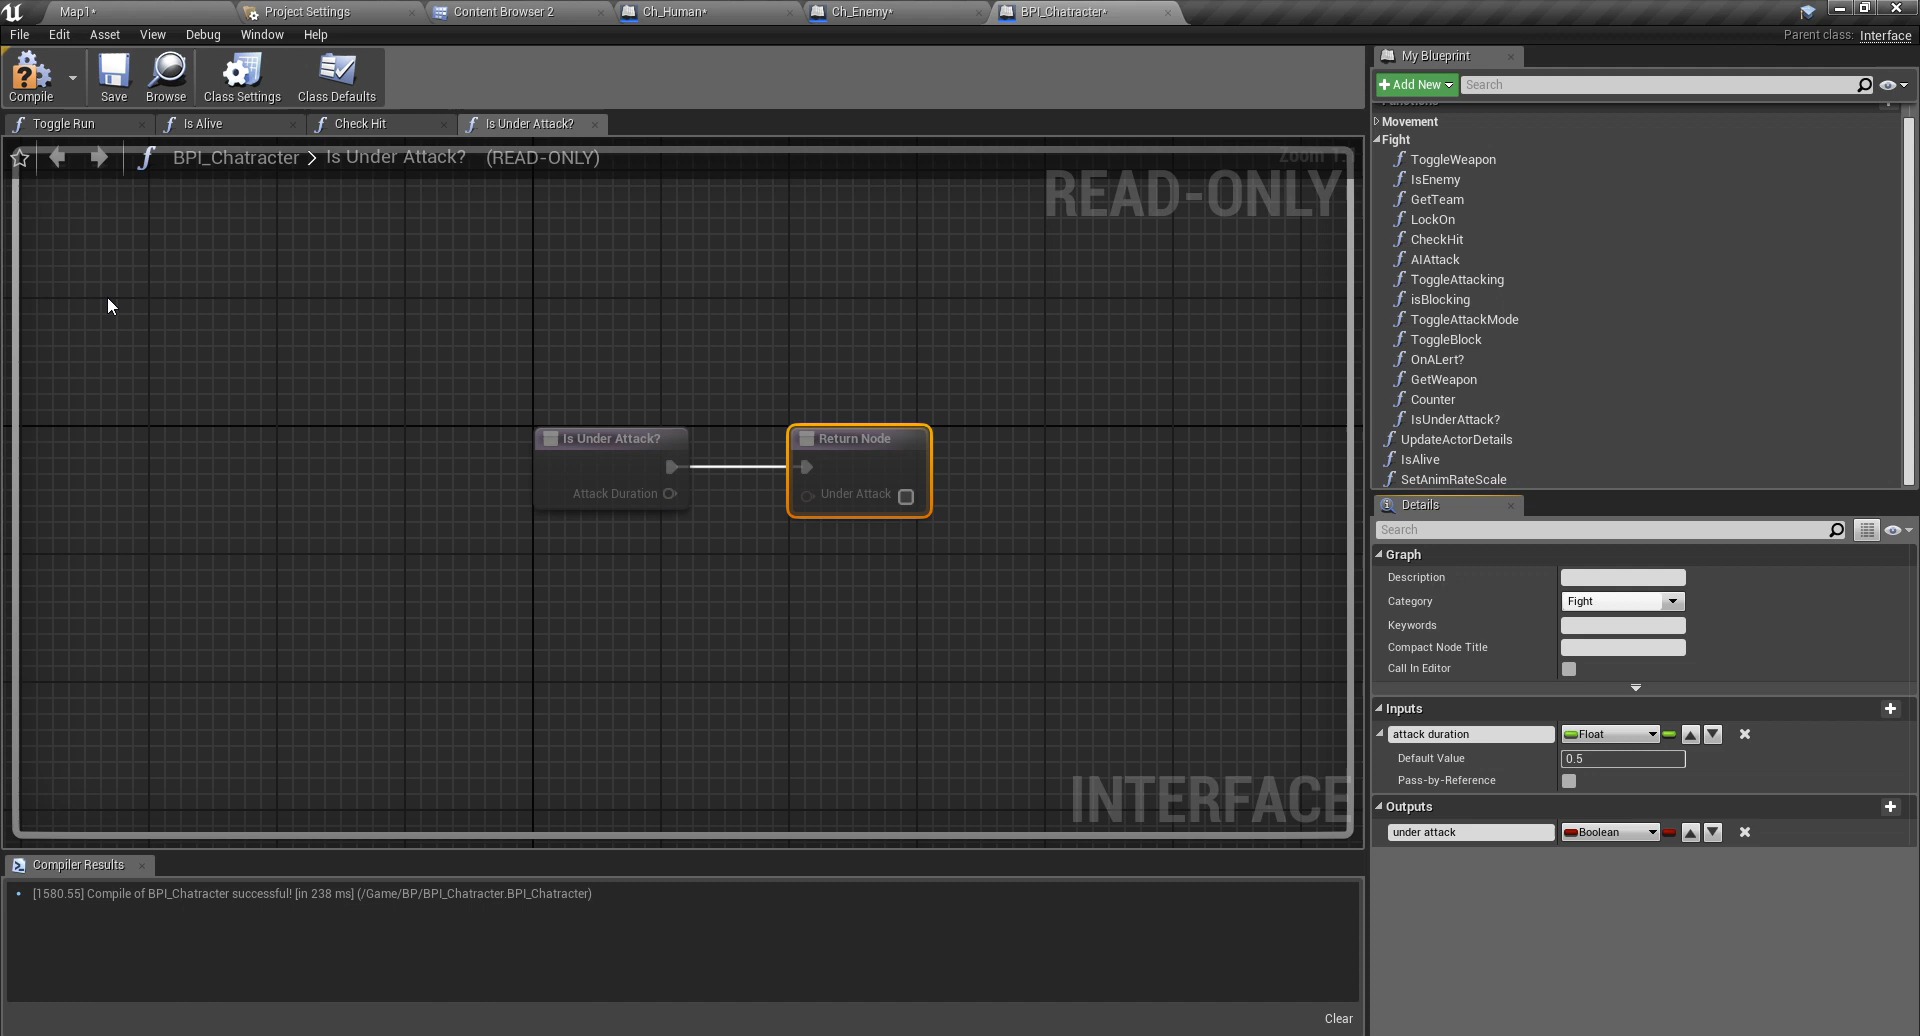 Map1*
Project Settings
Content Browser 2
Ch_Human*
Ch_Enemy*
BPI_Chatracter*
File Edit Asset View Debug Window Help
Parent class: Interface
Compile Save Browse Class Settings Class Defaults
My Blueprint
Add New
Search
Toggle Run
Is Alive
Check Hit
Is Under Attack?
BPI_Chatracter > Is Under Attack? (READ-ONLY)
READ-ONLY
Is Under Attack?
Attack Duration
Return Node
Under Attack
INTERFACE
Functions
Movement
Fight
ToggleWeapon
IsEnemy
GetTeam
LockOn
CheckHit
AIAttack
ToggleAttacking
isBlocking
ToggleAttackMode
ToggleBlock
OnALert?
GetWeapon
Counter
IsUnderAttack?
UpdateActorDetails
IsAlive
SetAnimRateScale
Details
Search
Graph
Description
Category Fight
Keywords
Compact Node Title
Call In Editor
Inputs
attack duration Float
Default Value 0.5
Pass-by-Reference
Outputs
under attack Boolean
Compiler Results
[1580.55] Compile of BPI_Chatracter successful! [in 238 ms] (/Game/BP/BPI_Chatracter.BPI_Chatracter)
Clear